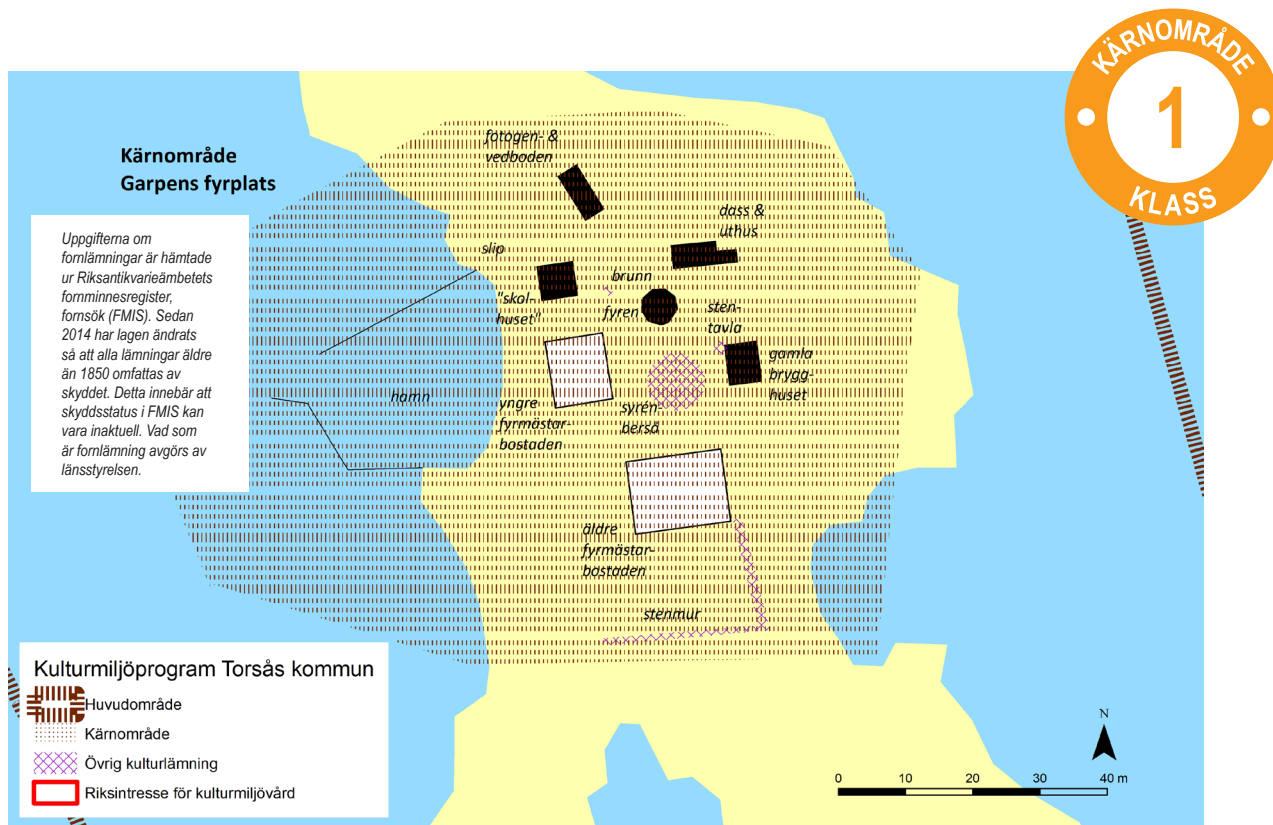 KÄRNOMRÅDE
1
KLASS
Kärnområde
Garpens fyrplats
Uppgifterna om
fornlämningar är hämtade
ur Riksantikvarieämbetets
fornminnesregister,
fornsök (FMIS). Sedan
2014 har lagen ändrats
så att alla lämningar äldre
än 1850 omfattas av
skyddet. Detta innebär att
skyddsstatus i FMIS kan
vara inaktuell. Vad som
är fornlämning avgörs av
länsstyrelsen.
fotogen- &
vedboden
dass &
uthus
slip
brunn
"skol-
huset"
fyren
sten-
tavla
gamla
brygg-
huset
hamn
yngre
fyrmästar-
bostaden
syrén-
berså
äldre
fyrmästar-
bostaden
stenmur
Kulturmiljöprogram Torsås kommun
Huvudområde
Kärnområde
Övrig kulturlämning
Riksintresse för kulturmiljövård
N
0 10 20 30 40 m